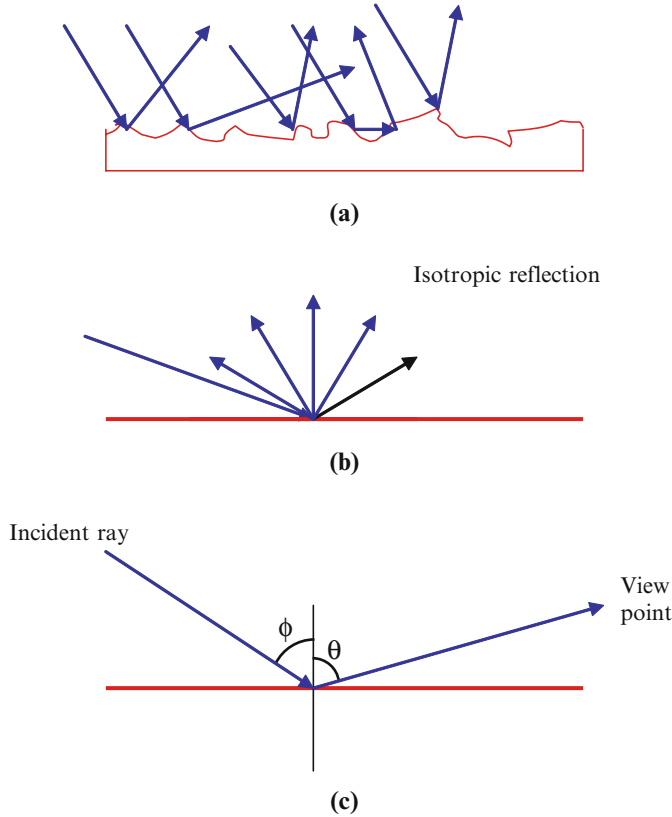 (a)
Isotropic reflection
(b)
Incident ray
View
point
ϕ
θ
(c)